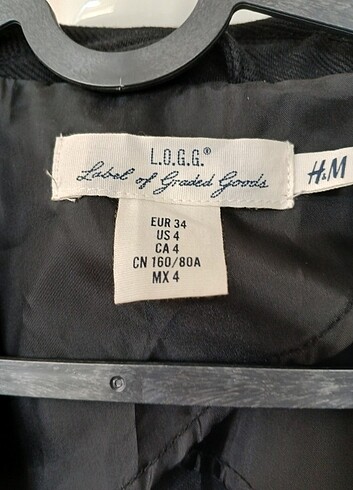 L.O.G.G.®
Label of Graded Goods
H&M
EUR 34
US 4
CA 4
CN 160/80A
MX 4